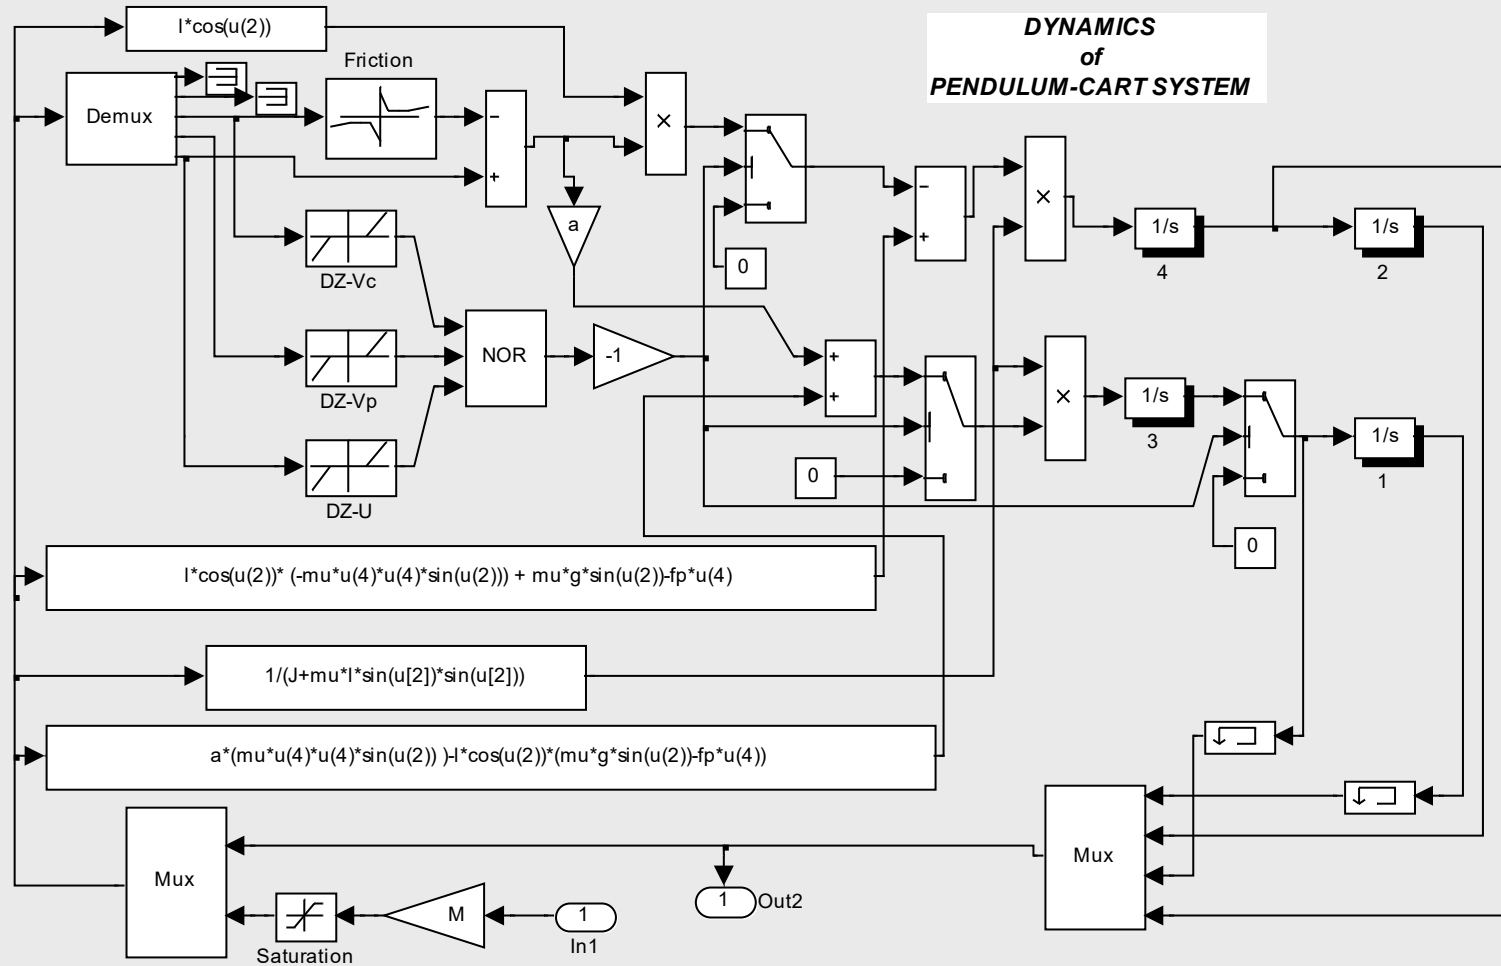 l*cos(u(2))
DYNAMICS
of
PENDULUM-CART SYSTEM
Friction
Demux
-
+
×
a
-
+
×
1/s
4
1/s
2
0
DZ-Vc
DZ-Vp
DZ-U
NOR
-1
+
+
×
1/s
3
1/s
1
0
0
l*cos(u(2))* (-mu*u(4)*u(4)*sin(u(2))) + mu*g*sin(u(2))-fp*u(4)
1/(J+mu*l*sin(u[2])*sin(u[2]))
a*(mu*u(4)*u(4)*sin(u(2)) )-l*cos(u(2))*(mu*g*sin(u(2))-fp*u(4))
Mux
Mux
1
Out2
M
1
In1
Saturation